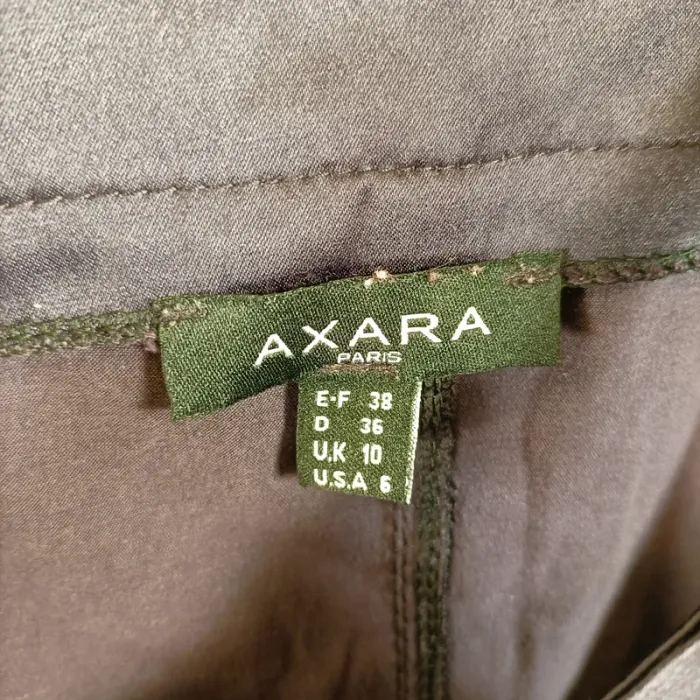 AXARA
PARIS
E-F 38
D 36
U.K 10
U.S.A 6